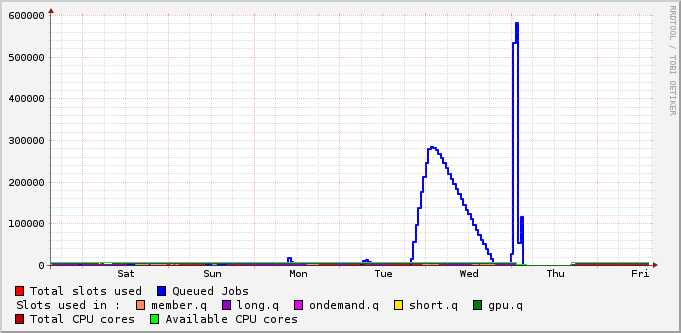 600000
500000
400000
300000
200000
100000
0
Sat Sun Mon Tue Wed Thu Fri
Total slots used Queued Jobs
Slots used in : member.q long.q ondemand.q short.q gpu.q
Total CPU cores Available CPU cores
RRDTOOL / TOBI OETIKER